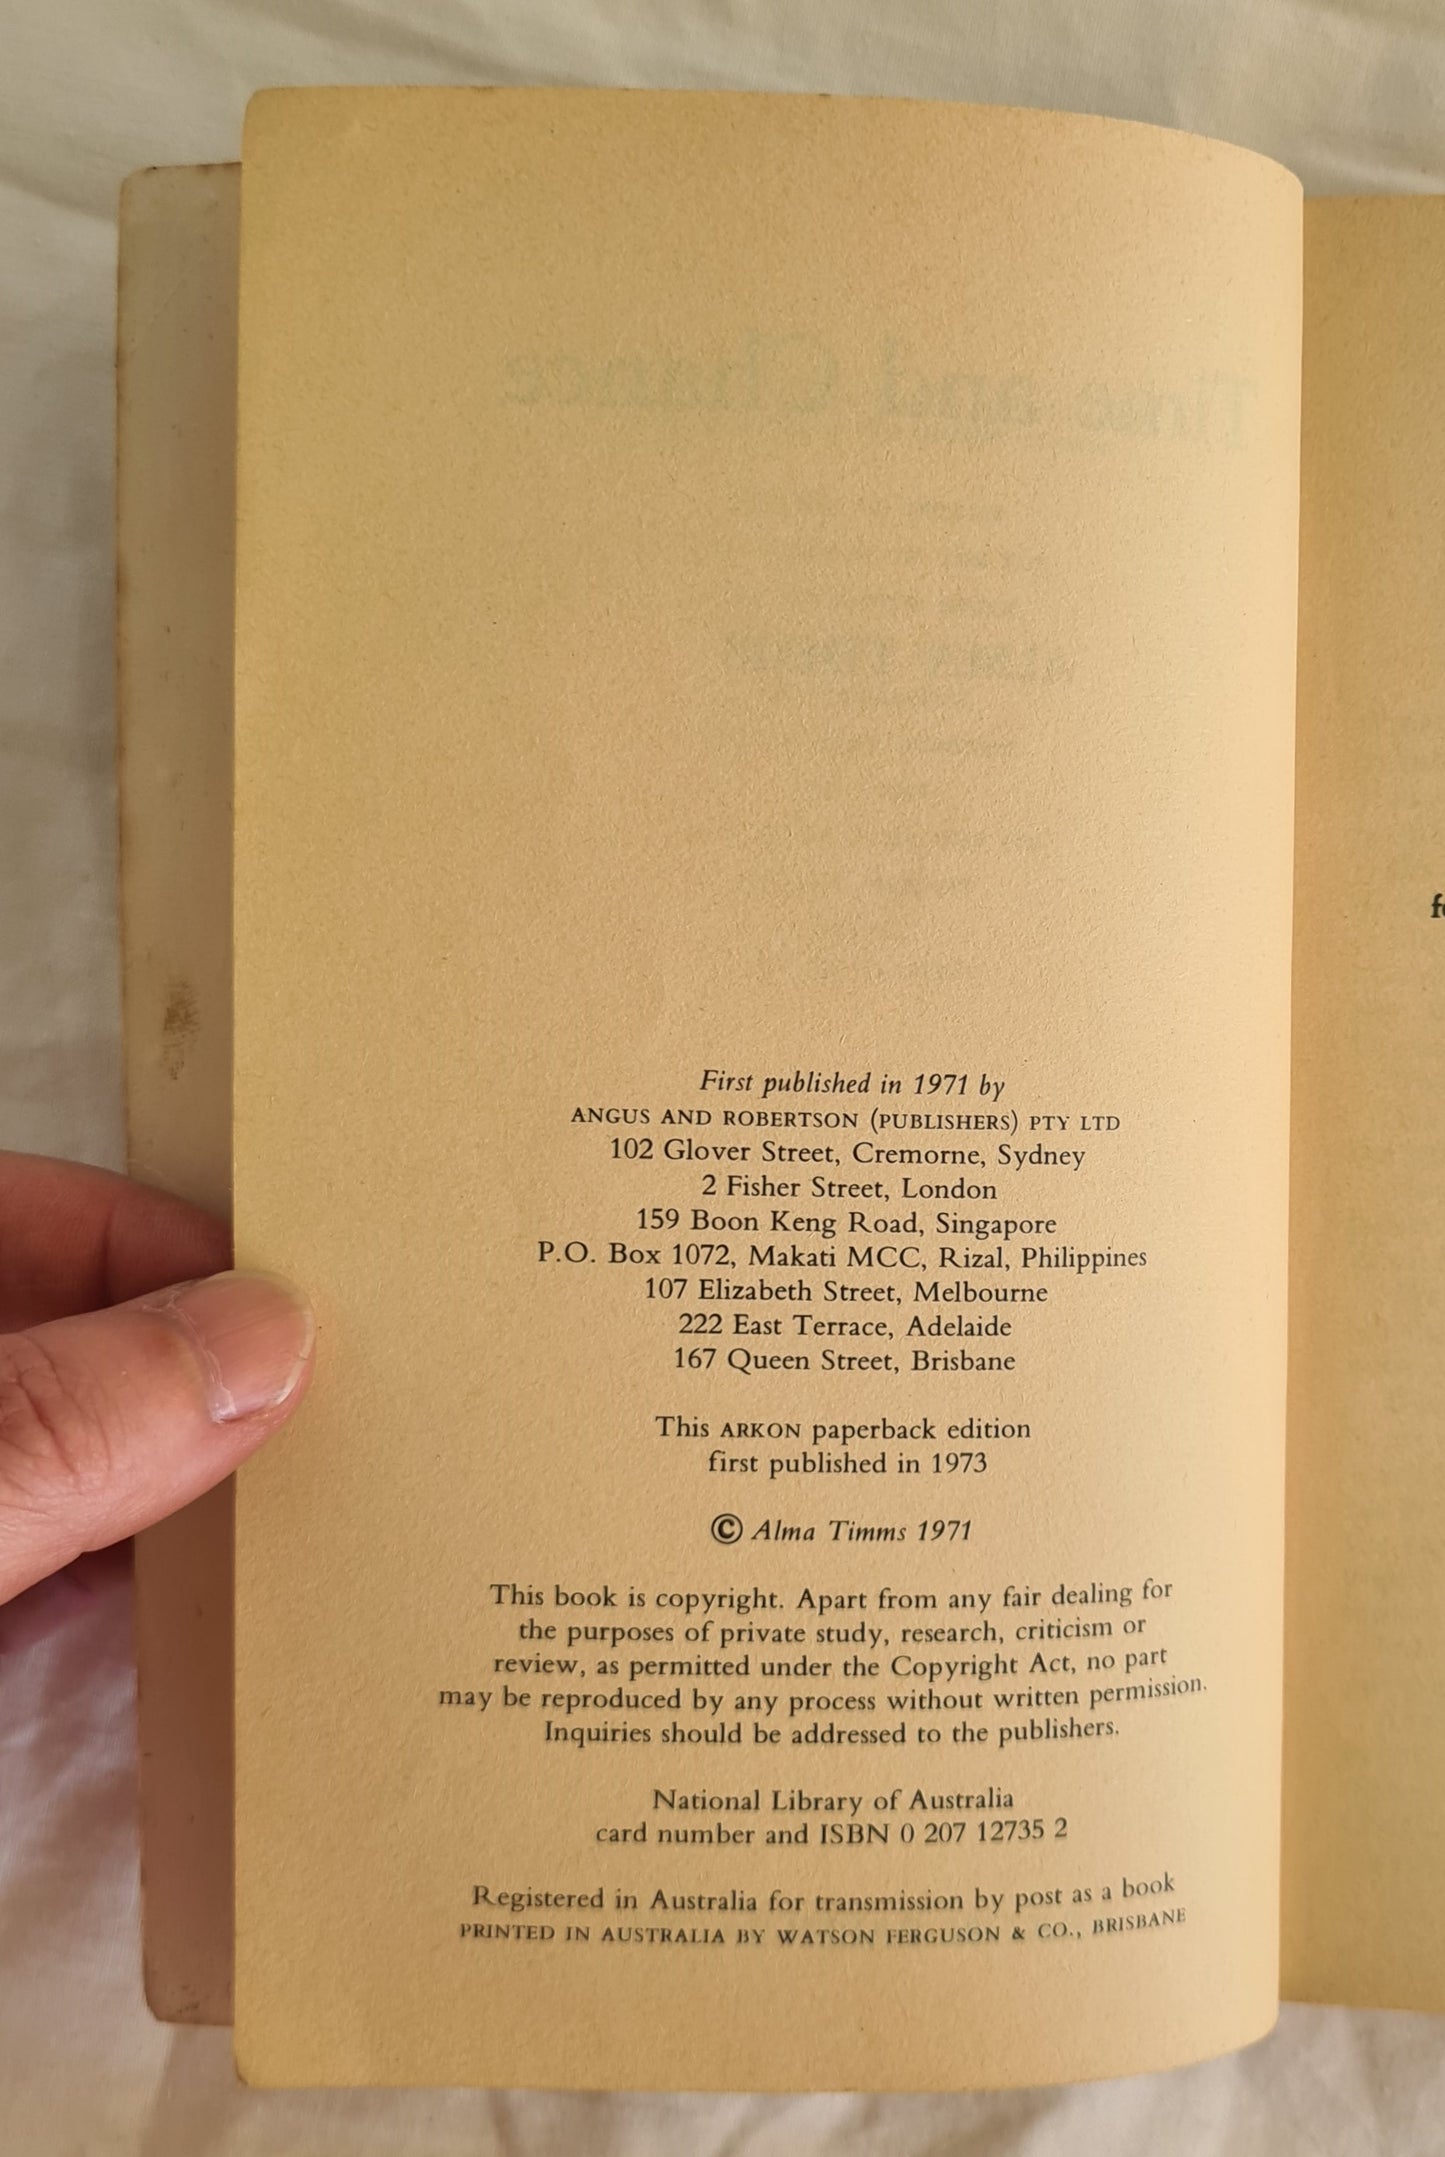 First published in 1971 by
ANGUS AND ROBERTSON (PUBLISHERS) PTY LTD
102 Glover Street, Cremorne, Sydney
2 Fisher Street, London
159 Boon Keng Road, Singapore
P.O. Box 1072, Makati MCC, Rizal, Philippines
107 Elizabeth Street, Melbourne
222 East Terrace, Adelaide
167 Queen Street, Brisbane
This ARKON paperback edition
first published in 1973
© Alma Timms 1971
This book is copyright. Apart from any fair dealing for
the purposes of private study, research, criticism or
review, as permitted under the Copyright Act, no part
may be reproduced by any process without written permission.
Inquiries should be addressed to the publishers.
National Library of Australia
card number and ISBN 0 207 12735 2
Registered in Australia for transmission by post as a book
PRINTED IN AUSTRALIA BY WATSON FERGUSON & CO., BRISBANE